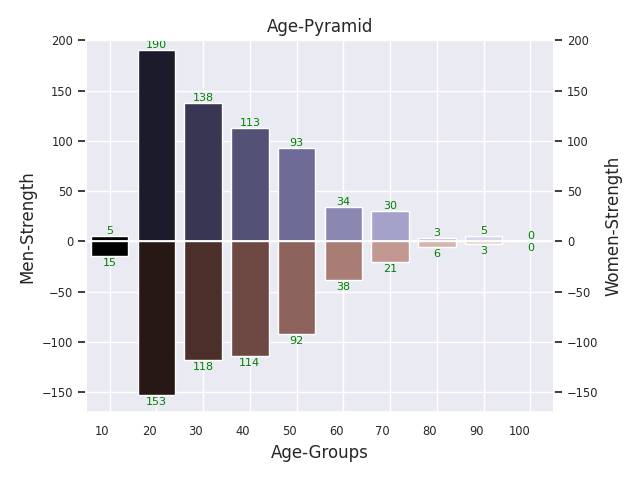 Age-Pyramid
200 190 200
150 138 150
100 113 93 100
50 34 30 50
5 3 5 0
0 0
15 118 114 92 38 21 6 3 0
−50 −50
−100 −100
−150 153 −150
10 20 30 40 50 60 70 80 90 100
Age-Groups
Men-Strength
Women-Strength